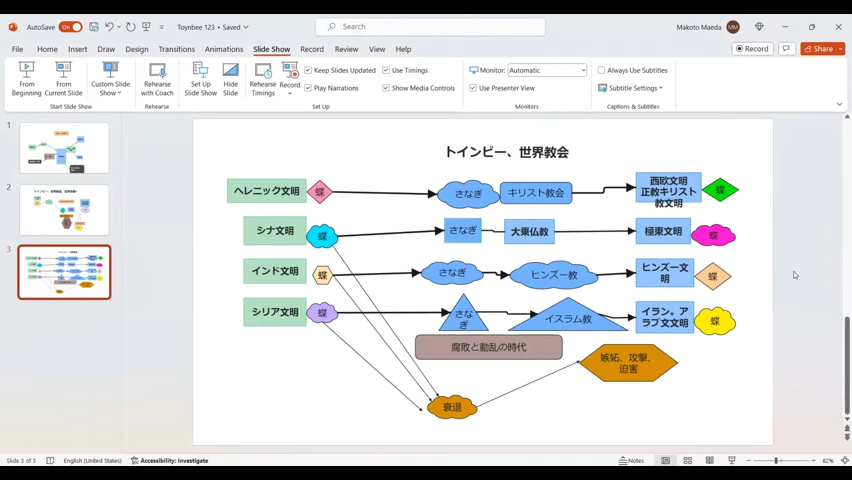 AutoSave
On
Toynbee 123 • Saved
Search
Makoto Maeda
MM
File
Home
Insert
Draw
Design
Transitions
Animations
Slide Show
Record
Review
View
Help
Record
Share
From Beginning
From Current Slide
Custom Slide Show
Rehearse with Coach
Set Up Slide Show
Hide Slide
Rehearse Timings
Record
Keep Slides Updated
Use Timings
Play Narrations
Show Media Controls
Monitor:
Automatic
Use Presenter View
Always Use Subtitles
Subtitle Settings
Start Slide Show
Rehearse
Set Up
Monitors
Captions & Subtitles
1
2
3
トインビー、世界教会
ヘレニック文明
蝶
さなぎ
キリスト教会
西欧文明
正教キリスト
教文明
シナ文明
蝶
さなぎ
大乗仏教
極東文明
蝶
インド文明
蝶
さなぎ
ヒンズー教
ヒンズー文
明
蝶
シリア文明
蝶
さな
ぎ
イスラム教
イラン。ア
ラブ文文明
蝶
腐敗と動乱の時代
嫉妬、攻撃、
迫害
衰退
Slide 3 of 3
English (United States)
Accessibility: Investigate
Notes
82%